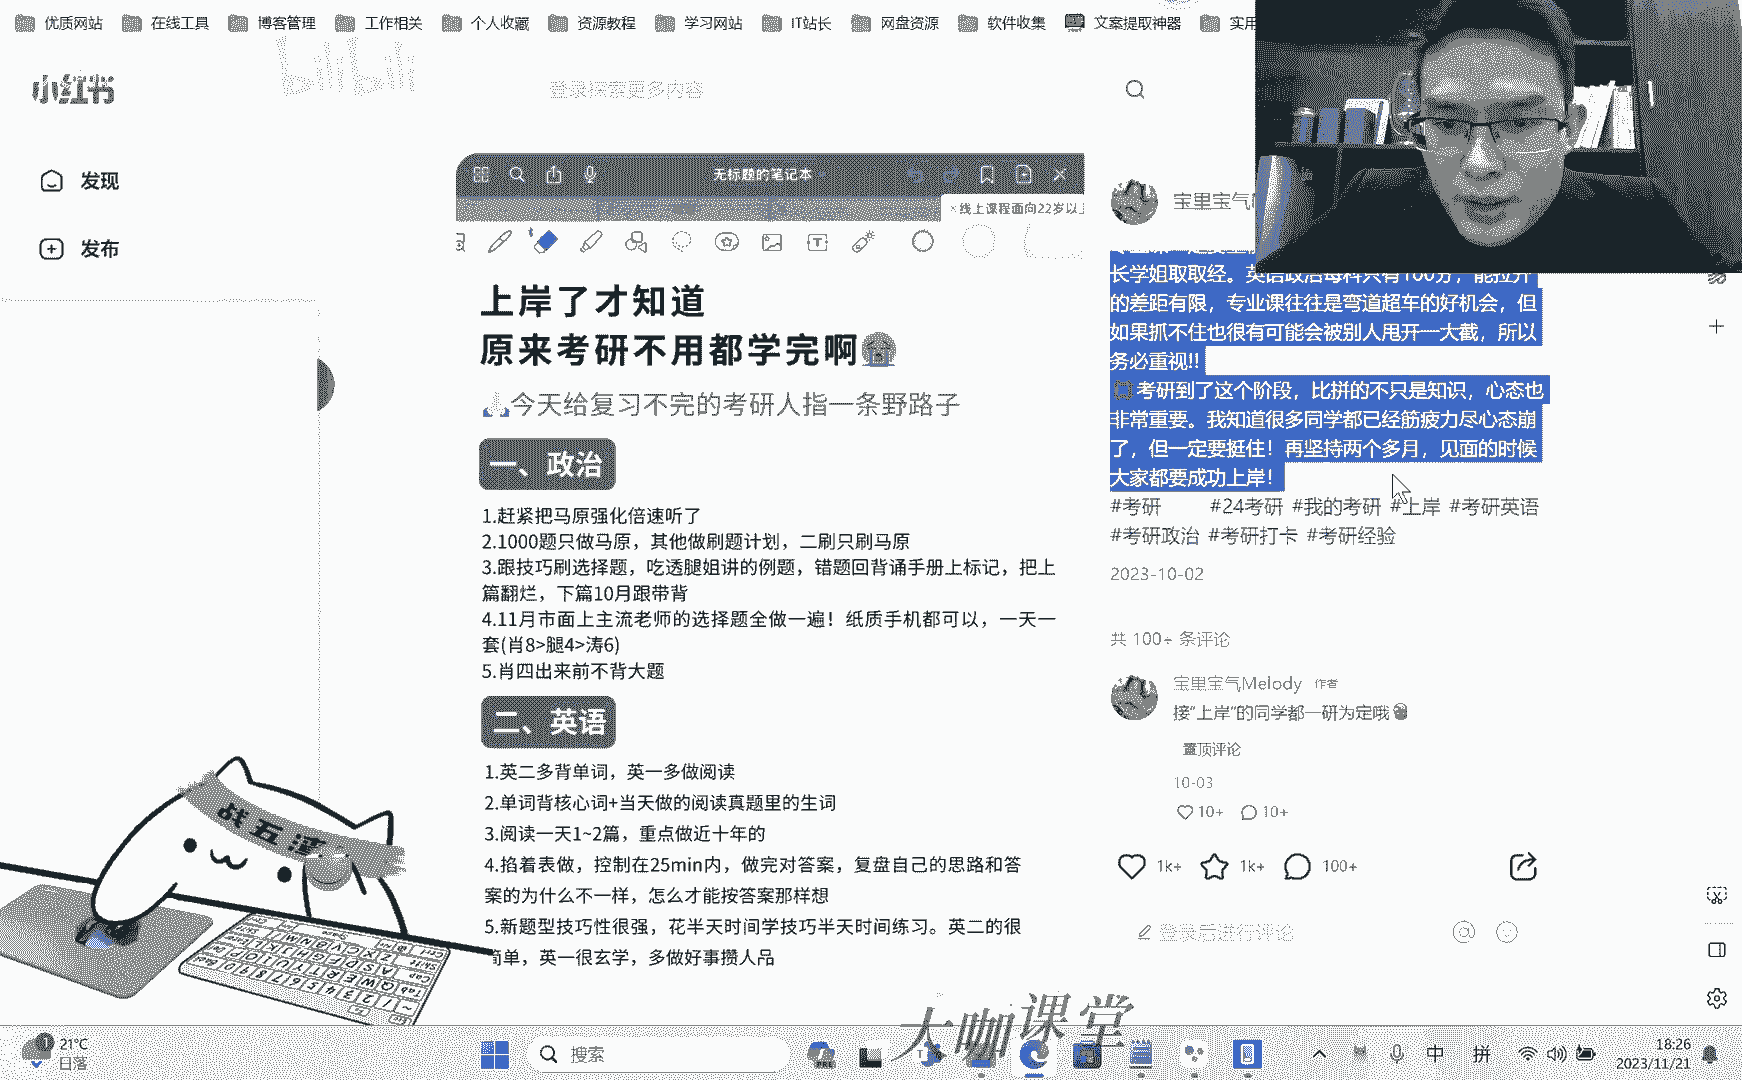 优质网站 在线工具 博客管理 工作相关 个人收藏 资源教程 学习网站 IT站长 网盘资源 软件收集 文案提取神器 实用
bilibili
小红书
登录探索更多内容
发现
发布
无标题的笔记本
×线上课程面向22岁以上
上岸了才知道
原来考研不用都学完啊
今天给复习不完的考研人指一条野路子
一、政治
1.赶紧把马原强化倍速听了
2.1000题只做马原，其他做刷题计划，二刷只刷马原
3.跟技巧刷选择题，吃透腿姐讲的例题，错题回背诵手册上标记，把上
篇翻烂，下篇10月跟带背
4.11月市面上主流老师的选择题全做一遍！纸质手机都可以，一天一
套(肖8>腿4>涛6)
5.肖四出来前不背大题
二、英语
1.英二多背单词，英一多做阅读
2.单词背核心词+当天做的阅读真题里的生词
3.阅读一天1~2篇，重点做近十年的
4.掐着表做，控制在25min内，做完对答案，复盘自己的思路和答
案的为什么不一样，怎么才能按答案那样想
5.新题型技巧性很强，花半天时间学技巧半天时间练习。英二的很
简单，英一很玄学，多做好事攒人品
宝里宝气
长学姐取取经。英语政治每科只有100分，能拉开
的差距有限，专业课往往是弯道超车的好机会，但
如果抓不住也很有可能会被别人甩开一大截，所以
务必重视!!
考研到了这个阶段，比拼的不只是知识，心态也
非常重要。我知道很多同学都已经筋疲力尽心态崩
了，但一定要挺住！再坚持两个多月，见面的时候
大家都要成功上岸！
#考研 #24考研 #我的考研 #上岸 #考研英语
#考研政治 #考研打卡 #考研经验
2023-10-02
共 100+ 条评论
宝里宝气Melody 作者
接“上岸”的同学都一研为定哦
置顶评论
10-03
10+ 10+
1k+ 1k+ 100+
登录后进行评论
大咖课堂
21°C
日落
搜索
中 拼
18:26
2023/11/21